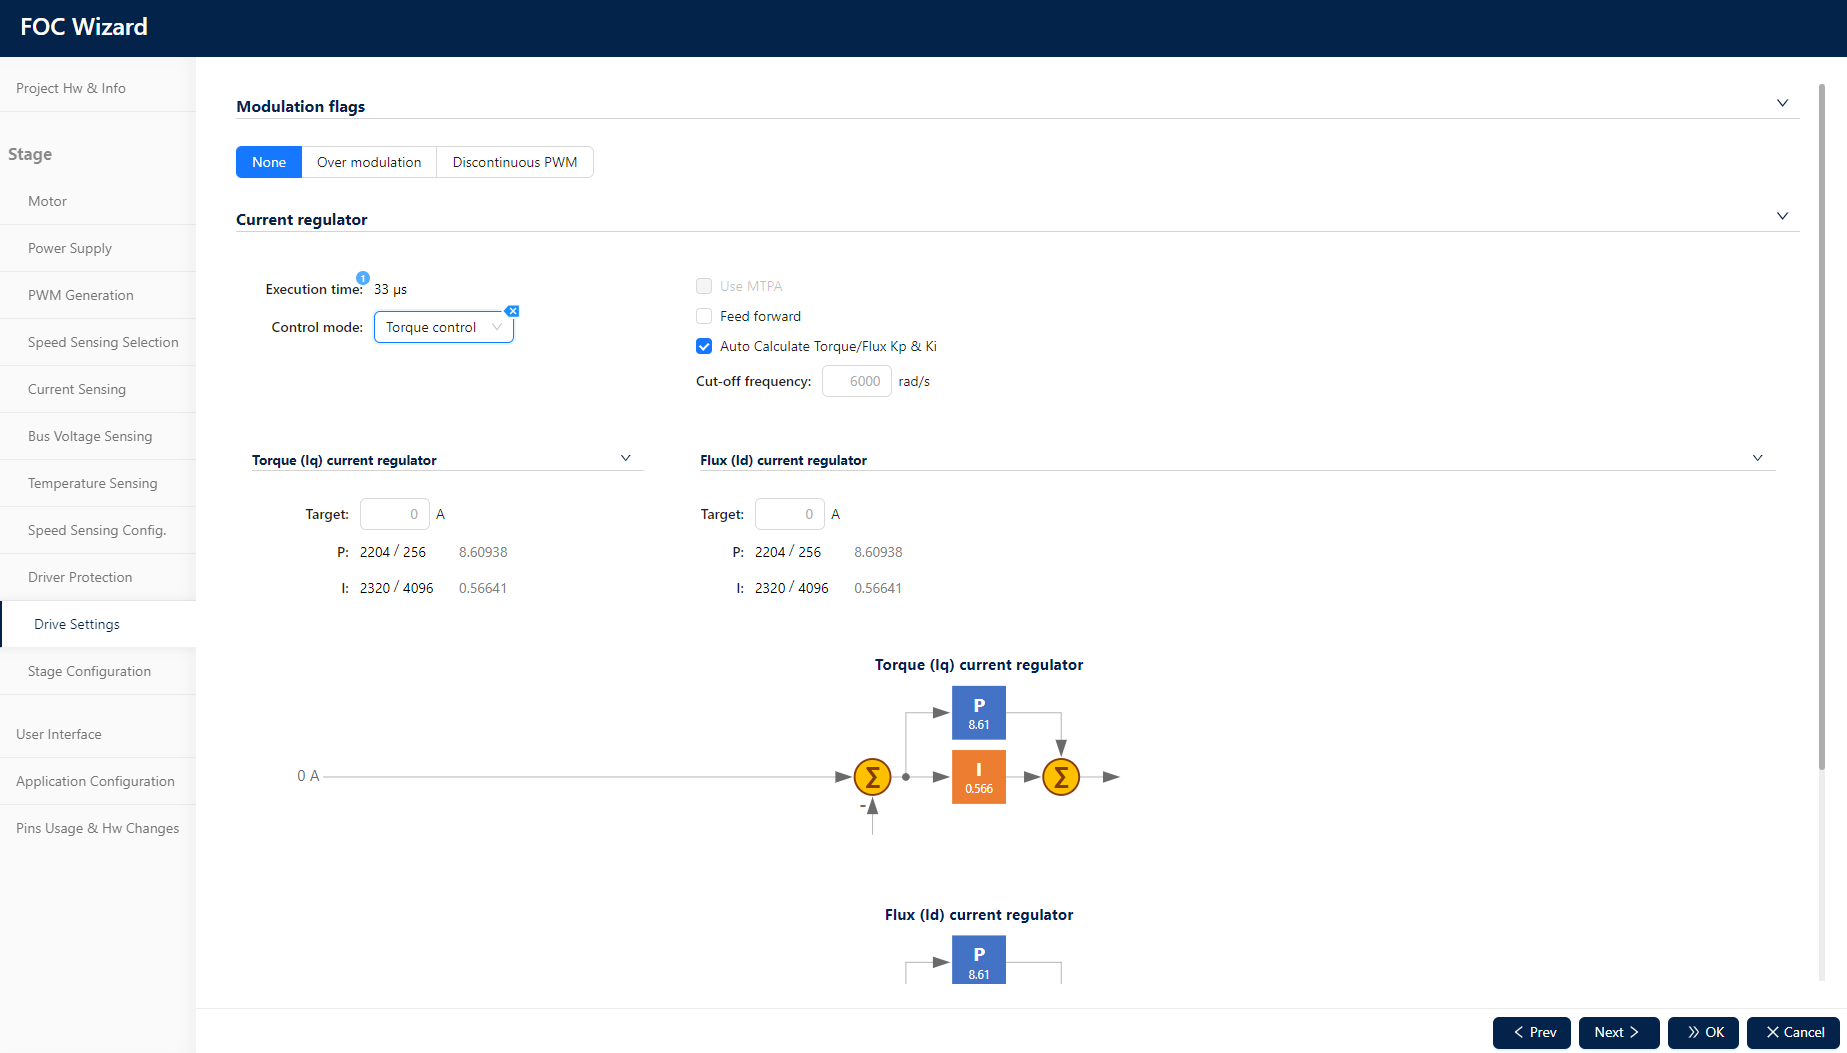 FOC Wizard
Project Hw & Info
Stage
Motor
Power Supply
PWM Generation
Speed Sensing Selection
Current Sensing
Bus Voltage Sensing
Temperature Sensing
Speed Sensing Config.
Driver Protection
Drive Settings
Stage Configuration
User Interface
Application Configuration
Pins Usage & Hw Changes
Modulation flags
None Over modulation Discontinuous PWM
Current regulator
Execution time: 1 33 µs
Control mode: Torque control
Use MTPA
Feed forward
Auto Calculate Torque/Flux Kp & Ki
Cut-off frequency: 6000 rad/s
Torque (Iq) current regulator
Target: 0 A
P: 2204 / 256 8.60938
I: 2320 / 4096 0.56641
Flux (Id) current regulator
Target: 0 A
P: 2204 / 256 8.60938
I: 2320 / 4096 0.56641
Torque (Iq) current regulator
P
8.61
0 A
Σ
I
0.566
Σ
-
Flux (Id) current regulator
P
8.61
Prev Next OK Cancel